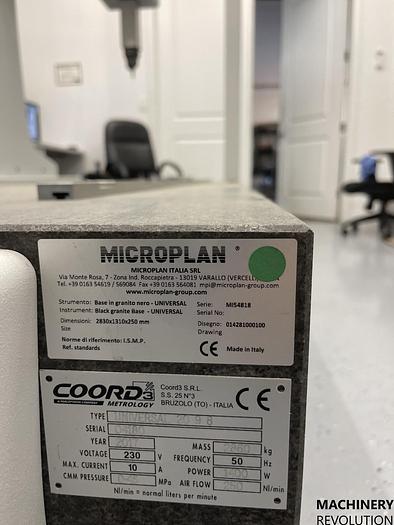 MICROPLAN ®
MICROPLAN ITALIA SRL
Via Monte Rosa, 7 - Zona Ind. Roccapietra - 13019 VARALLO (VERCELLI)
Tel. +39 0163 54619 / 569084 Fax +39 0163 564081 mpi@microplan-group.com
www.microplan-group.com
Strumento: Base in granito nero - UNIVERSAL Serie: MI54818
Instrument: Black granite Base - UNIVERSAL Serial No.
Dimensioni: 2830x1310x250 mm Disegno: 014281000100
Size Drawing
Norme di riferimento: I.S.M.P.
Ref. standards CE Made in Italy
COORD3 Coord3 S.R.L.
METROLOGY S.S. 25 N°3
BRUZOLO (TO) - ITALIA CE
TYPE UNIVERSAL
SERIAL
YEAR 2017 MASS kg
VOLTAGE 230 V FREQUENCY 50 Hz
MAX. CURRENT 10 A POWER W
CMM PRESSURE MPa AIR FLOW Nl/min
Nl/min = normal liters per minute
MACHINERY
REVOLUTION